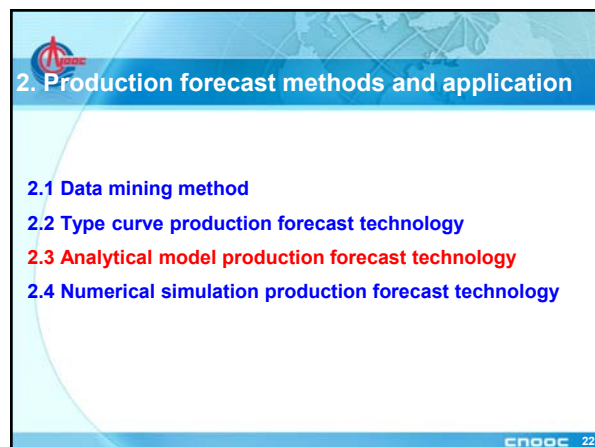 CNOOC
2. Production forecast methods and application
2.1 Data mining method
2.2 Type curve production forecast technology
2.3 Analytical model production forecast technology
2.4 Numerical simulation production forecast technology
CNOOC 22